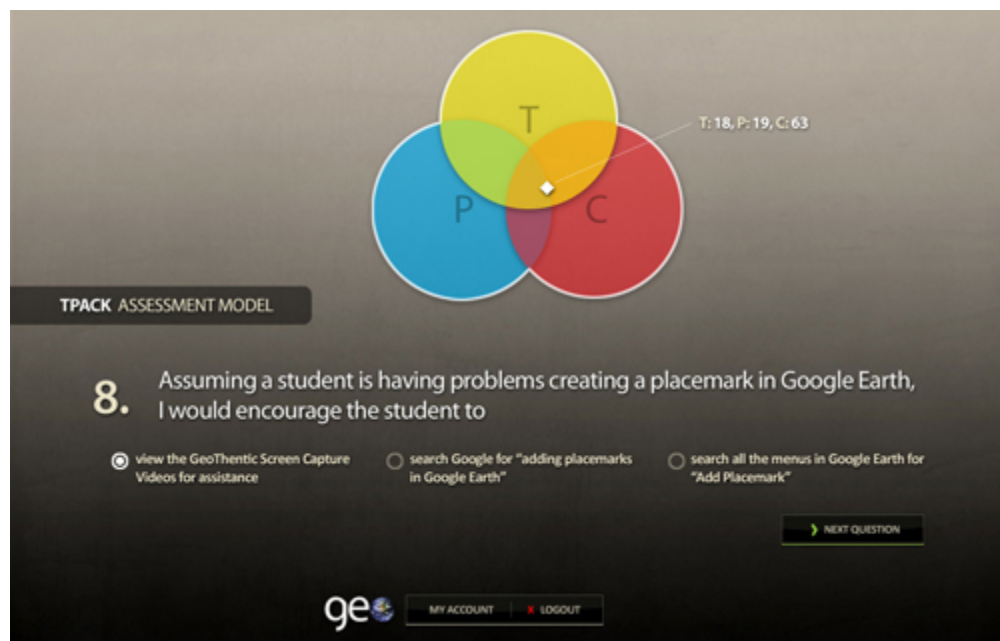 T
T: 18, P: 19, C: 63
P
C
TPACK ASSESSMENT MODEL
8.
Assuming a student is having problems creating a placemark in Google Earth,
I would encourage the student to
view the GeoThentic Screen Capture
Videos for assistance
search Google for "adding placemarks
in Google Earth"
search all the menus in Google Earth for
"Add Placemark"
NEXT QUESTION
geo
MY ACCOUNT
X LOGOUT